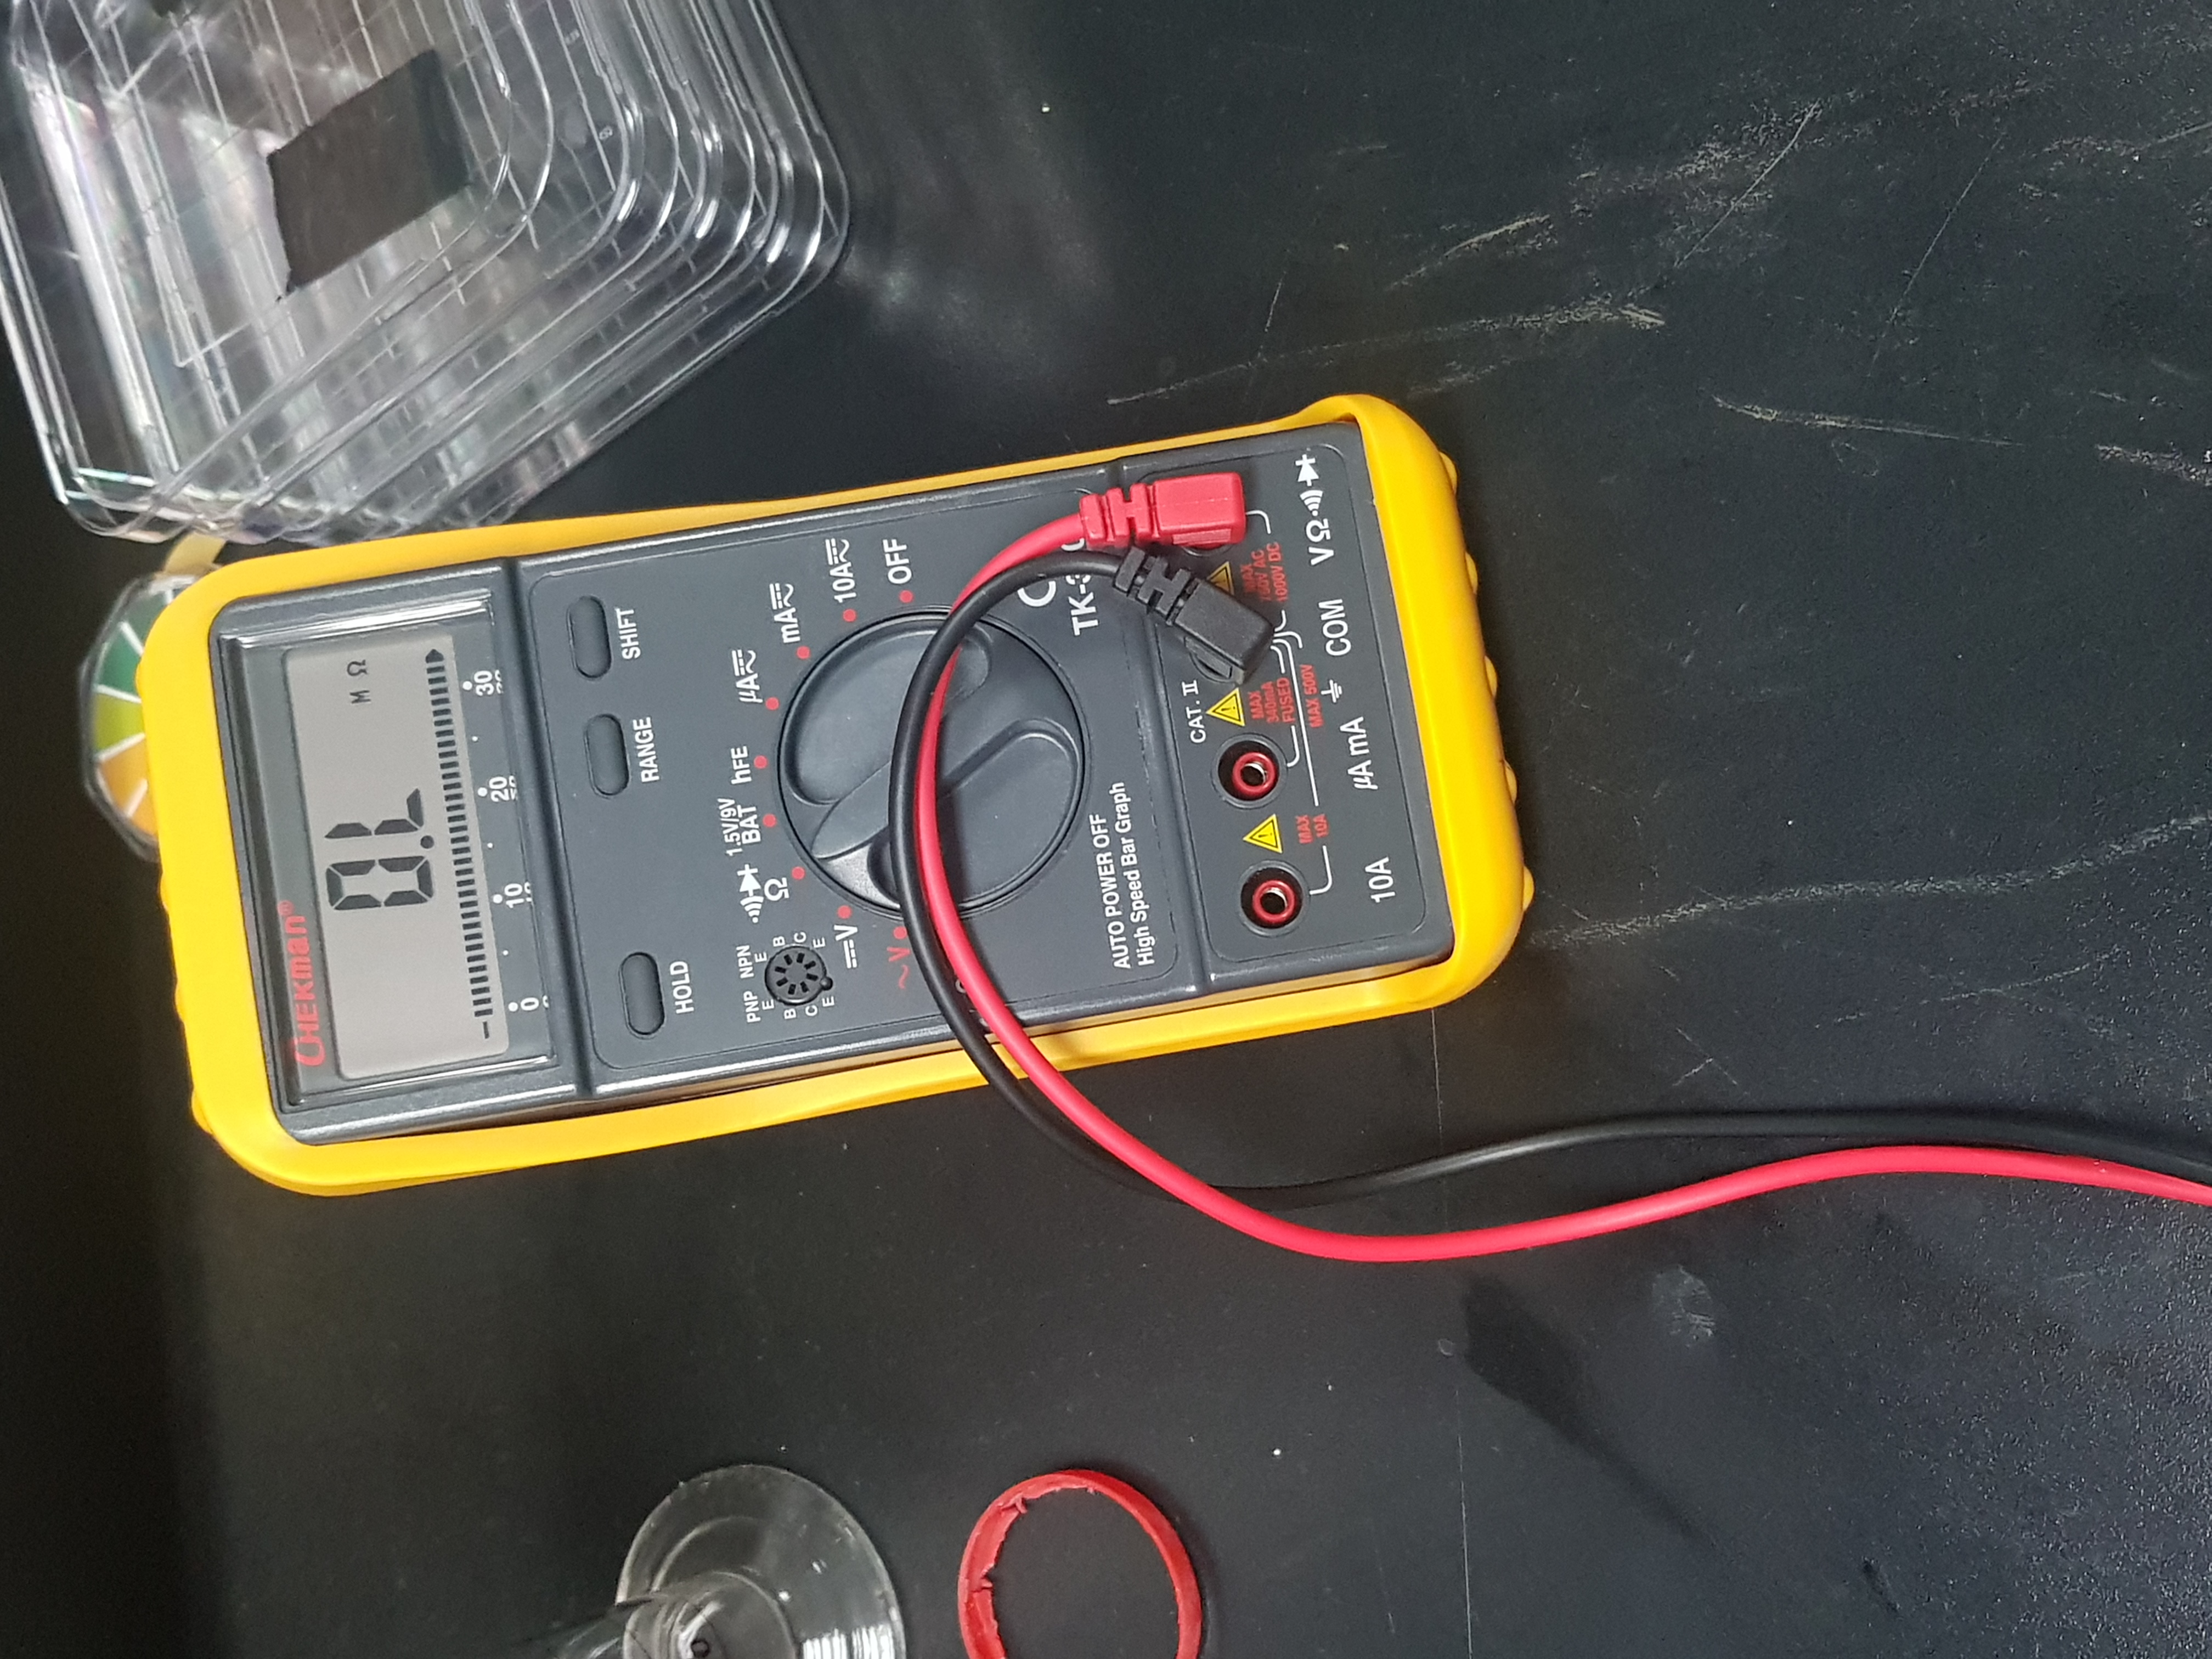 CHEKman®
0.L MΩ
0 10 20 30
HOLD
RANGE
SHIFT
PNP NPN
E E
B B
C C
E E
Ω
1.5V/9V
BAT
hFE
μA
mA
10A
OFF
V
~V
AUTO POWER OFF
High Speed Bar Graph
CAT. II
MAX
10A
MAX
340mA
FUSED
MAX 500V
MAX
750V AC
1000V DC
10A
μA mA
COM
VΩ